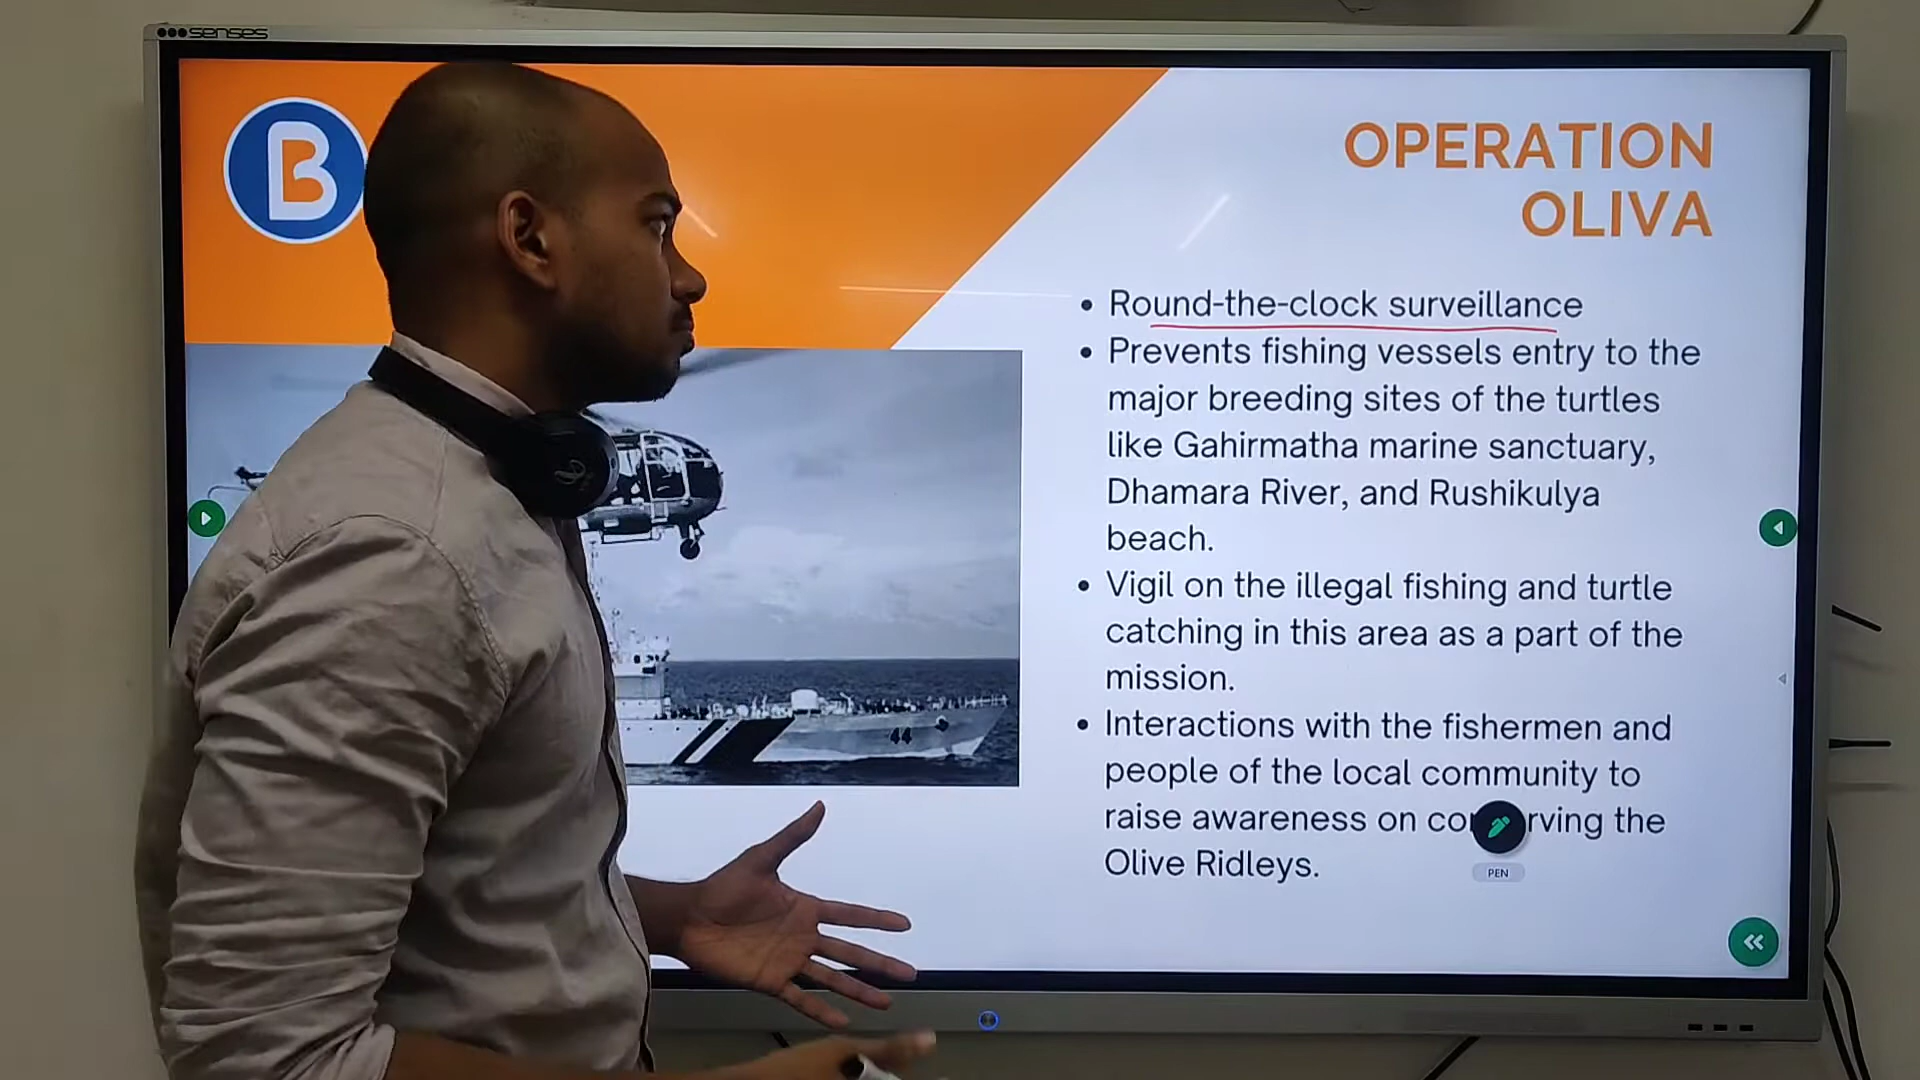 senses
B
OPERATION
OLIVA
Round-the-clock surveillance
Prevents fishing vessels entry to the
major breeding sites of the turtles
like Gahirmatha marine sanctuary,
Dhamara River, and Rushikulya
beach.
Vigil on the illegal fishing and turtle
catching in this area as a part of the
mission.
Interactions with the fishermen and
people of the local community to
raise awareness on co rving the
Olive Ridleys.
PEN
44